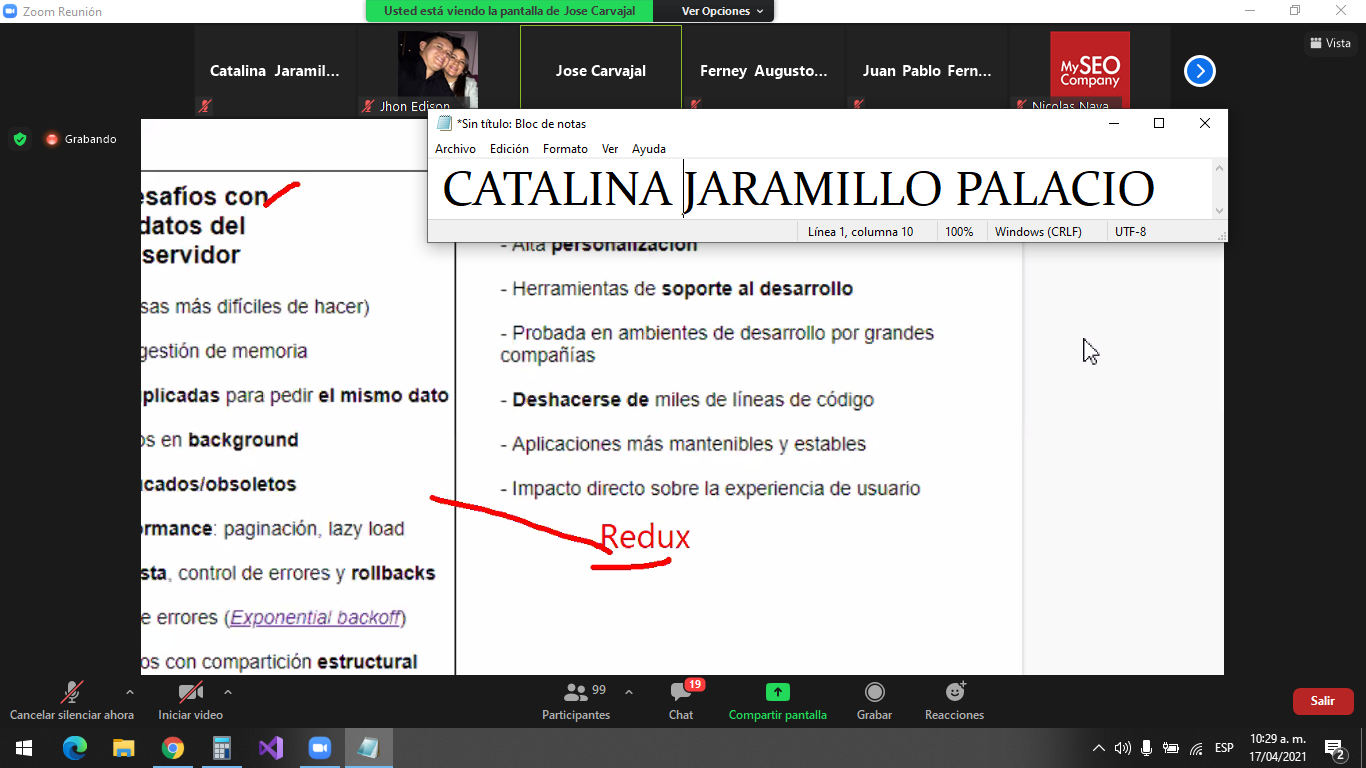 Zoom Reunión
Usted está viendo la pantalla de Jose Carvajal
Ver Opciones
Vista
Catalina Jaramil...
Jhon Edison
Jose Carvajal
Ferney Augusto...
Juan Pablo Fern...
My SEO
Company
Nicolas Nava
Grabando
*Sin título: Bloc de notas
Archivo Edición Formato Ver Ayuda
CATALINA JARAMILLO PALACIO
Línea 1, columna 10 100% Windows (CRLF) UTF-8
esafíos con
datos del
servidor
sas más difíciles de hacer)
gestión de memoria
plicadas para pedir el mismo dato
os en background
cados/obsoletos
ormance: paginación, lazy load
sta, control de errores y rollbacks
e errores (Exponential backoff)
os con compartición estructural
- Alta personalización
- Herramientas de soporte al desarrollo
- Probada en ambientes de desarrollo por grandes
compañías
- Deshacerse de miles de líneas de código
- Aplicaciones más mantenibles y estables
- Impacto directo sobre la experiencia de usuario
Redux
Cancelar silenciar ahora
Iniciar video
99
Participantes
19
Chat
Compartir pantalla
Grabar
Reacciones
Salir
ESP
10:29 a. m.
17/04/2021
2